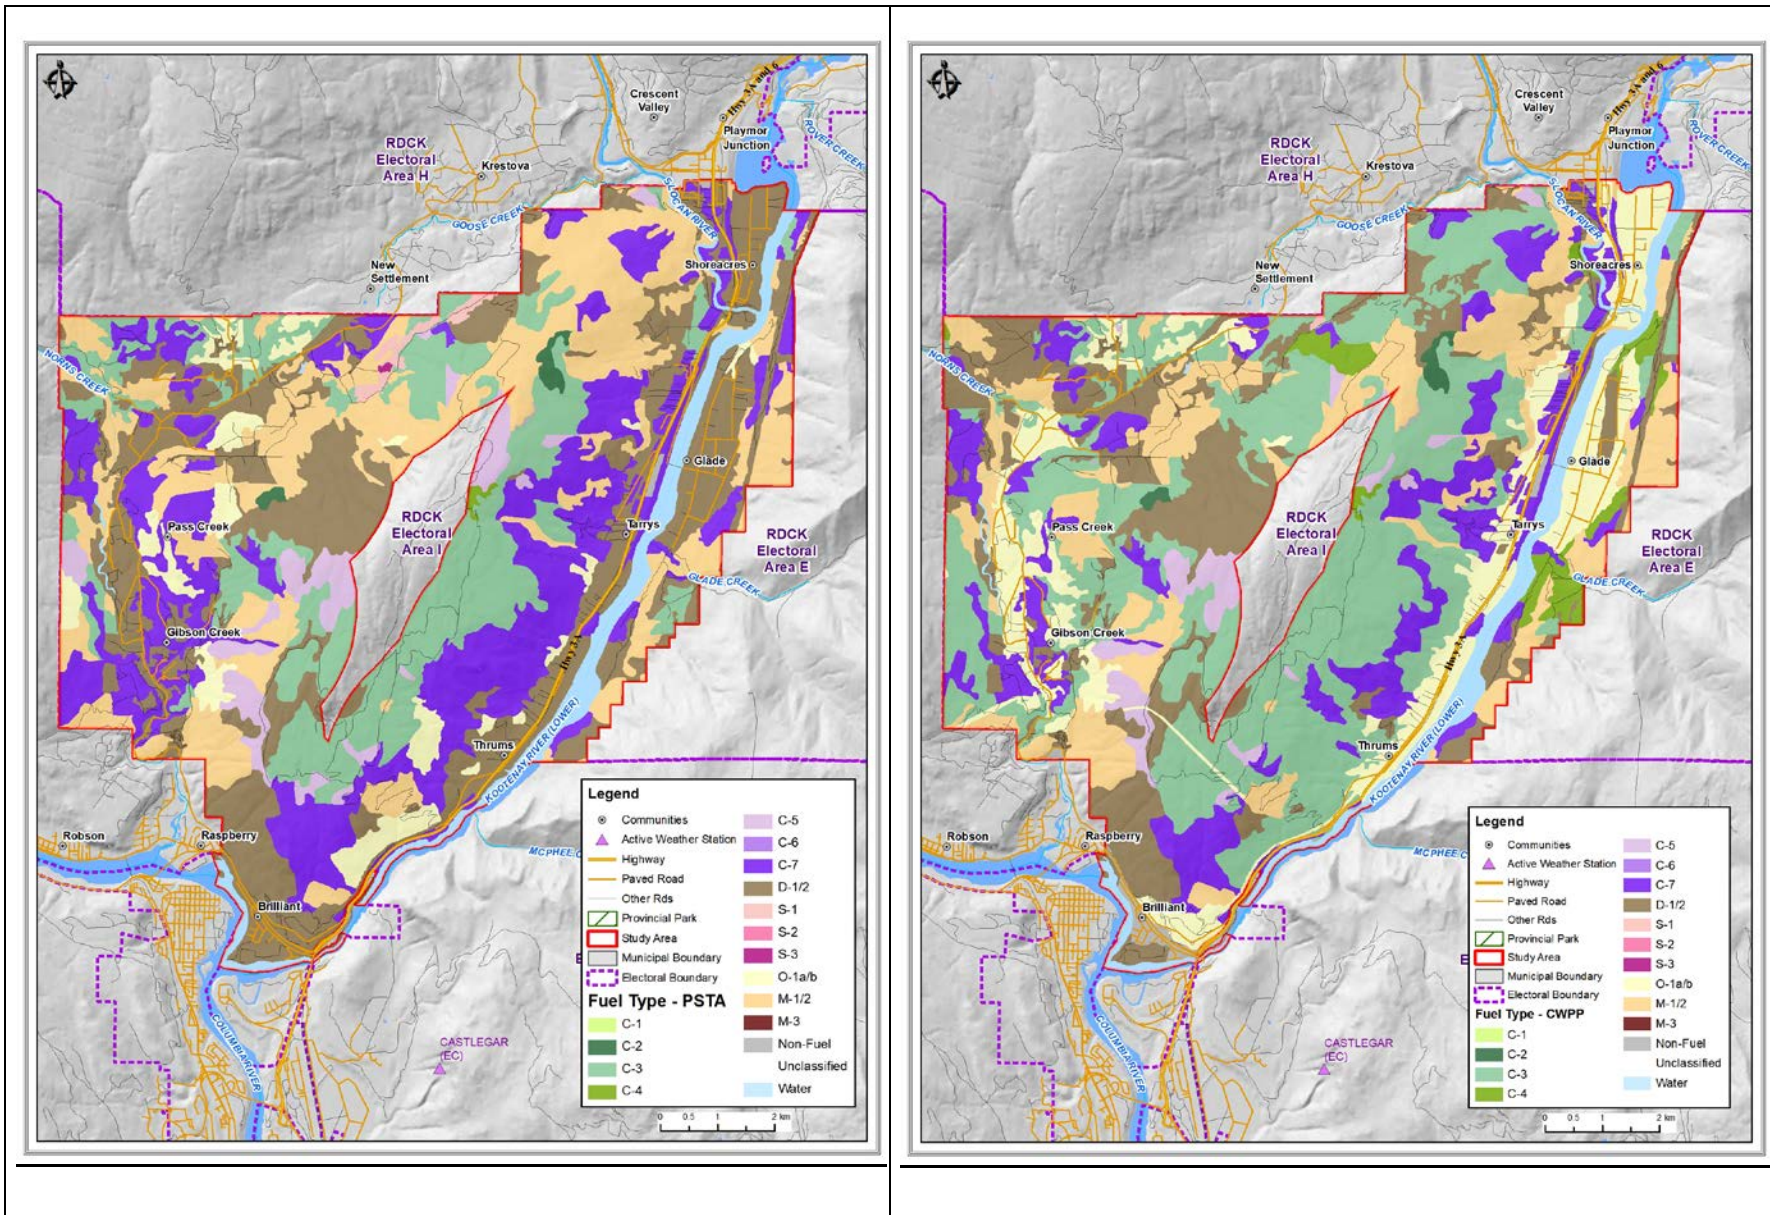 Crescent
Valley
Hwy 3A and 6
Playmor
Junction
ROVER CREEK
RDCK
Electoral
Area H
Krestova
SLOCAN RIVER
GOOSE CREEK
New
Settlement
Shoreacres
NORNS CREEK
Glade
Pass Creek
RDCK
Electoral
Area I
Tarrys
RDCK
Electoral
Area E
GLADE CREEK
Gibson Creek
Hwy 3A
Thrums
KOOTENAY RIVER (LOWER)
Robson
Raspberry
MCPHEE C
Brilliant
E
COLUMBIA RIVER
CASTLEGAR
(EC)
Legend
Communities
Active Weather Station
Highway
Paved Road
Other Rds
Provincial Park
Study Area
Municipal Boundary
Electoral Boundary
Fuel Type - PSTA
C-1
C-2
C-3
C-4
C-5
C-6
C-7
D-1/2
S-1
S-2
S-3
O-1a/b
M-1/2
M-3
Non-Fuel
Unclassified
Water
0 0.5 1 2 km
Crescent
Valley
Hwy 3A and 6
Playmor
Junction
ROVER CREEK
RDCK
Electoral
Area H
Krestova
SLOCAN RIVER
GOOSE CREEK
New
Settlement
Shoreacres
NORNS CREEK
Glade
Pass Creek
RDCK
Electoral
Area I
Tarrys
RDCK
Electoral
Area E
GLADE CREEK
Gibson Creek
Hwy 3A
Thrums
KOOTENAY RIVER (LOWER)
Robson
Raspberry
MCPHEE C
Brilliant
E
COLUMBIA RIVER
CASTLEGAR
(EC)
Legend
Communities
Active Weather Station
Highway
Paved Road
Other Rds
Provincial Park
Study Area
Municipal Boundary
Electoral Boundary
Fuel Type - CWPP
C-1
C-2
C-3
C-4
C-5
C-6
C-7
D-1/2
S-1
S-2
S-3
O-1a/b
M-1/2
M-3
Non-Fuel
Unclassified
Water
0 0.5 1 2 km